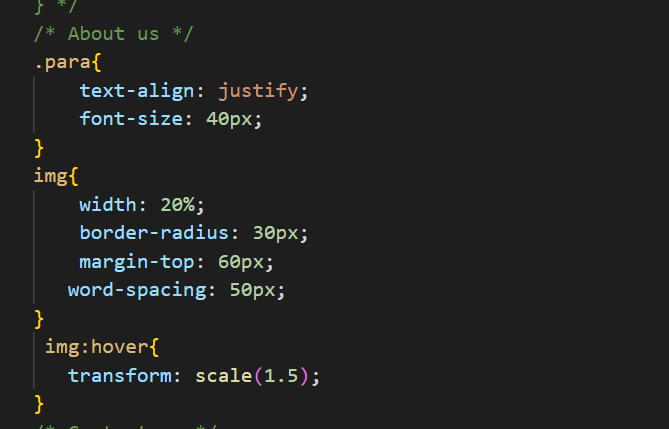 } */
/* About us */
.para{
    text-align: justify;
    font-size: 40px;
}
img{
    width: 20%;
    border-radius: 30px;
    margin-top: 60px;
   word-spacing: 50px;
}
 img:hover{
   transform: scale(1.5);
}